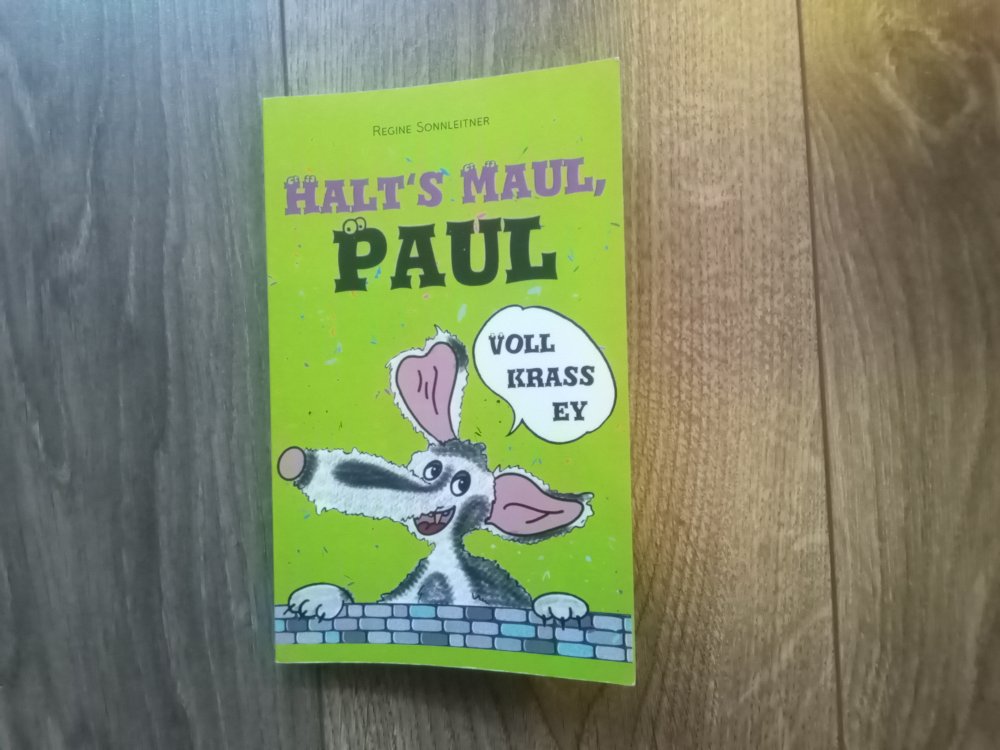 Regine Sonnleitner
HALT'S MAUL,
PAUL
VOLL
KRASS
EY